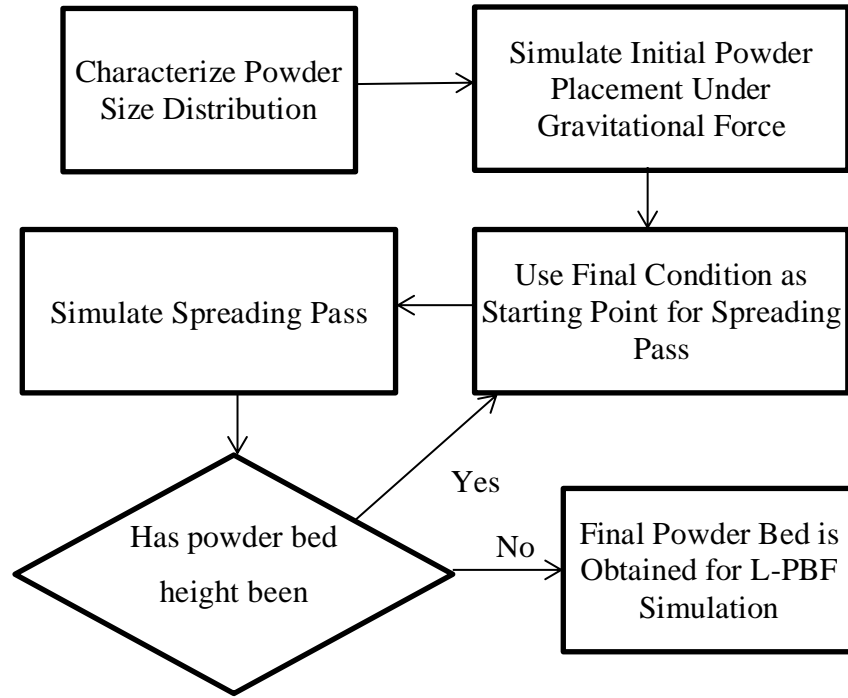 Characterize Powder
Size Distribution
Simulate Initial Powder
Placement Under
Gravitational Force
Use Final Condition as
Starting Point for Spreading
Pass
Simulate Spreading Pass
Has powder bed
height been
Yes
No
Final Powder Bed is
Obtained for L-PBF
Simulation